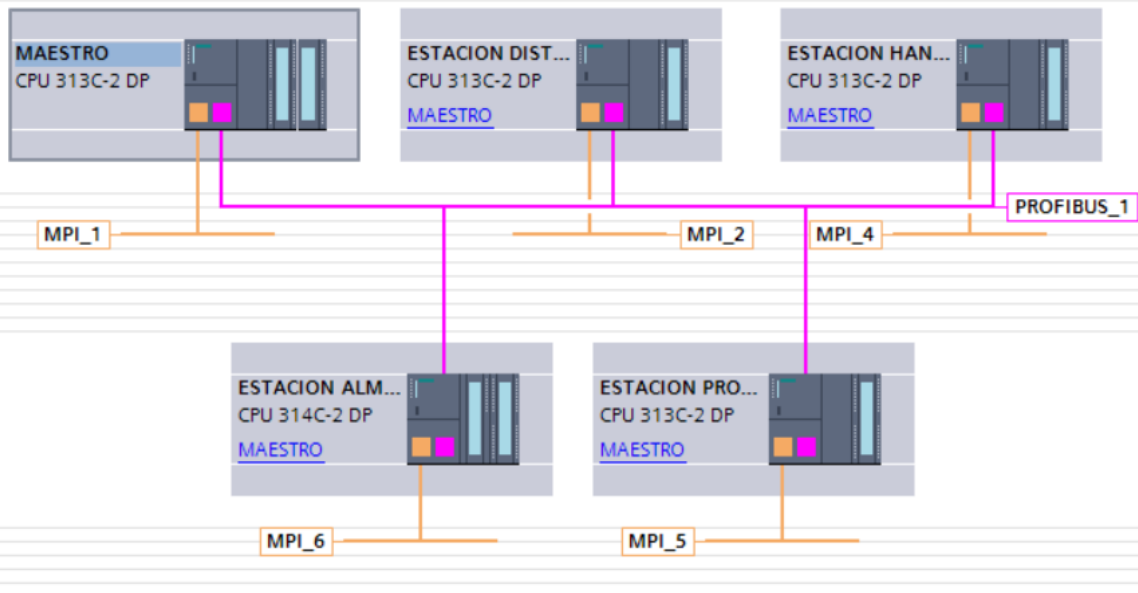 MAESTRO
CPU 313C-2 DP
ESTACION DIST...
CPU 313C-2 DP
MAESTRO
ESTACION HAN...
CPU 313C-2 DP
MAESTRO
PROFIBUS_1
MPI_1
MPI_2
MPI_4
ESTACION ALM...
CPU 314C-2 DP
MAESTRO
ESTACION PRO...
CPU 313C-2 DP
MAESTRO
MPI_6
MPI_5